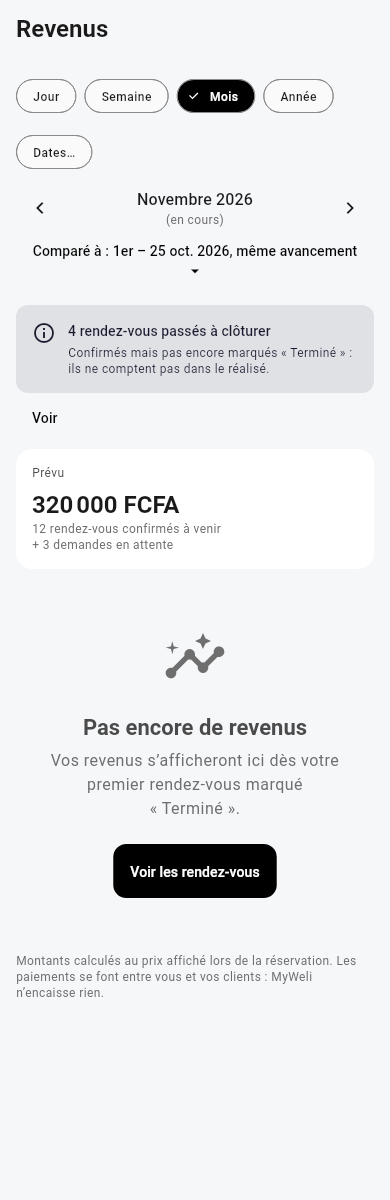 Revenus
Jour
Semaine
Mois
Année
Dates...
Novembre 2026
(en cours)
Comparé à : 1er – 25 oct. 2026, même avancement
4 rendez-vous passés à clôturer
Confirmés mais pas encore marqués « Terminé » :
ils ne comptent pas dans le réalisé.
Voir
Prévu
320 000 FCFA
12 rendez-vous confirmés à venir
+ 3 demandes en attente
Pas encore de revenus
Vos revenus s’afficheront ici dès votre
premier rendez-vous marqué
« Terminé ».
Voir les rendez-vous
Montants calculés au prix affiché lors de la réservation. Les
paiements se font entre vous et vos clients : MyWeli
n’encaisse rien.